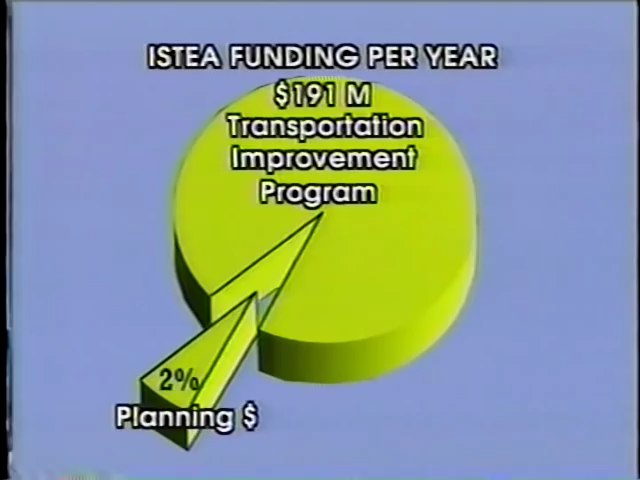 ISTEA FUNDING PER YEAR
$191 M
Transportation
Improvement
Program
2%
Planning $